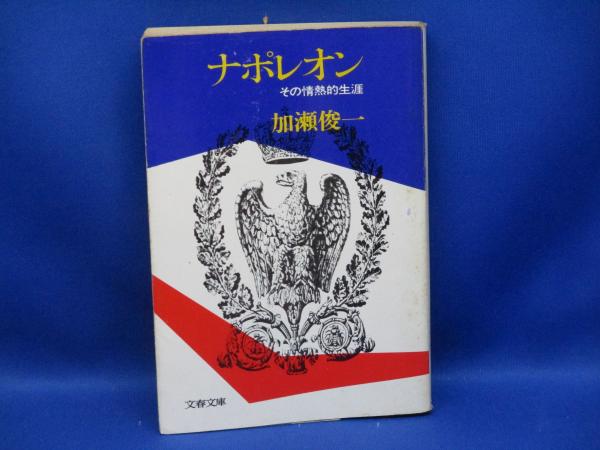 ナポレオン
その情熱的生涯
加瀬俊一
文春文庫